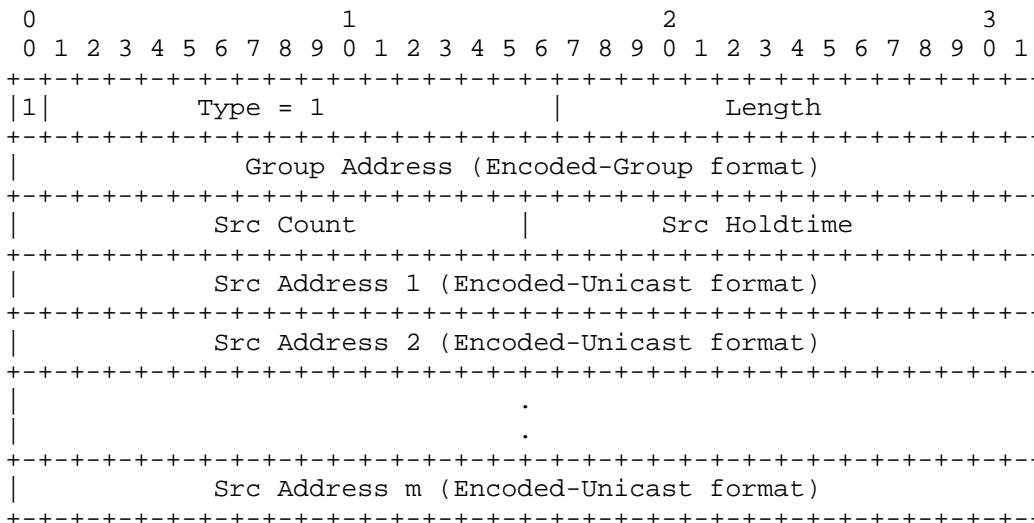 0                   1                   2                   3
 0 1 2 3 4 5 6 7 8 9 0 1 2 3 4 5 6 7 8 9 0 1 2 3 4 5 6 7 8 9 0 1
+-+-+-+-+-+-+-+-+-+-+-+-+-+-+-+-+-+-+-+-+-+-+-+-+-+-+-+-+-+-+-+-
|1|         Type = 1              |          Length
+-+-+-+-+-+-+-+-+-+-+-+-+-+-+-+-+-+-+-+-+-+-+-+-+-+-+-+-+-+-+-+-
|              Group Address (Encoded-Group format)
+-+-+-+-+-+-+-+-+-+-+-+-+-+-+-+-+-+-+-+-+-+-+-+-+-+-+-+-+-+-+-+-
|            Src Count          |        Src Holdtime
+-+-+-+-+-+-+-+-+-+-+-+-+-+-+-+-+-+-+-+-+-+-+-+-+-+-+-+-+-+-+-+-
|            Src Address 1 (Encoded-Unicast format)
+-+-+-+-+-+-+-+-+-+-+-+-+-+-+-+-+-+-+-+-+-+-+-+-+-+-+-+-+-+-+-+-
|            Src Address 2 (Encoded-Unicast format)
+-+-+-+-+-+-+-+-+-+-+-+-+-+-+-+-+-+-+-+-+-+-+-+-+-+-+-+-+-+-+-+-
|                               .
|                               .
+-+-+-+-+-+-+-+-+-+-+-+-+-+-+-+-+-+-+-+-+-+-+-+-+-+-+-+-+-+-+-+-
|            Src Address m (Encoded-Unicast format)
+-+-+-+-+-+-+-+-+-+-+-+-+-+-+-+-+-+-+-+-+-+-+-+-+-+-+-+-+-+-+-+-